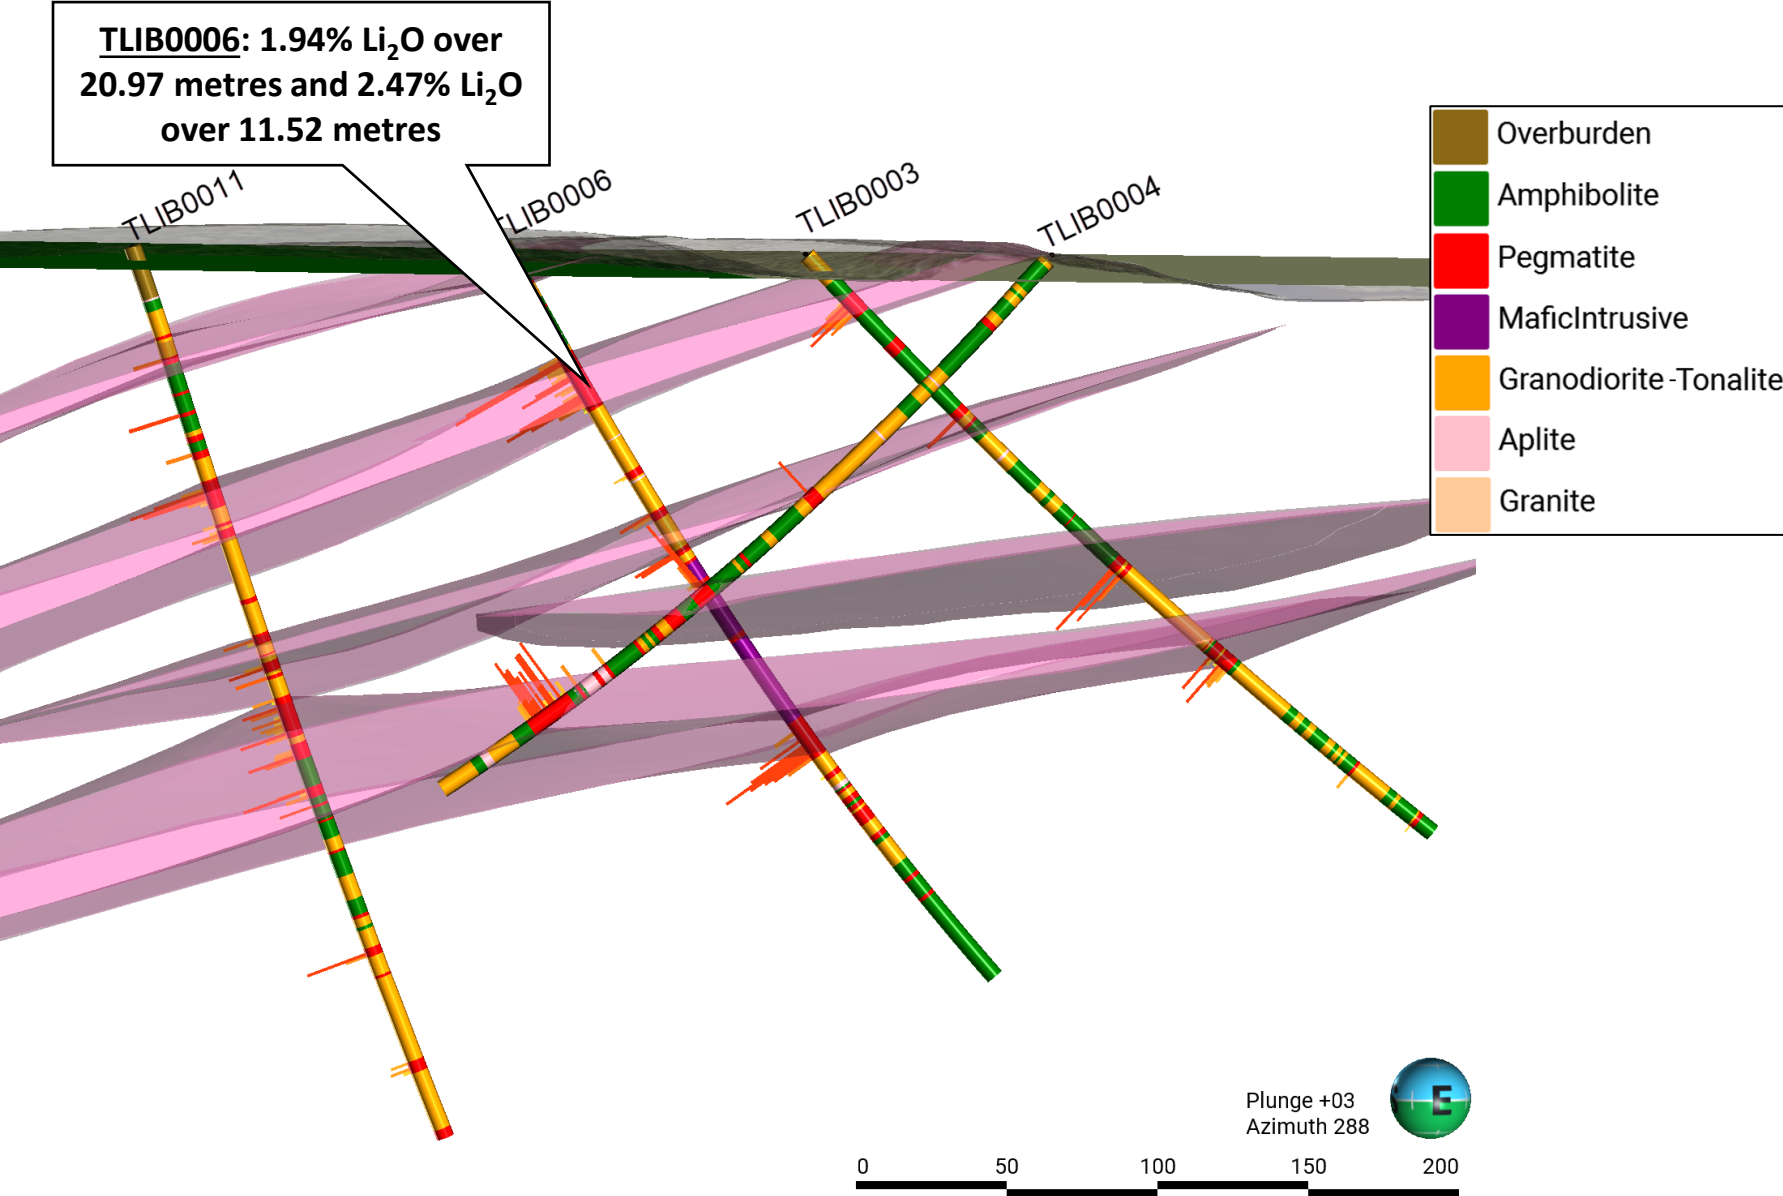 TLIB0006: 1.94% Li₂O over
20.97 metres and 2.47% Li₂O
over 11.52 metres
TLIB0011
TLIB0006
TLIB0003
TLIB0004
Overburden
Amphibolite
Pegmatite
MaficIntrusive
Granodiorite-Tonalite
Aplite
Granite
Plunge +03
Azimuth 288
E
0 50 100 150 200